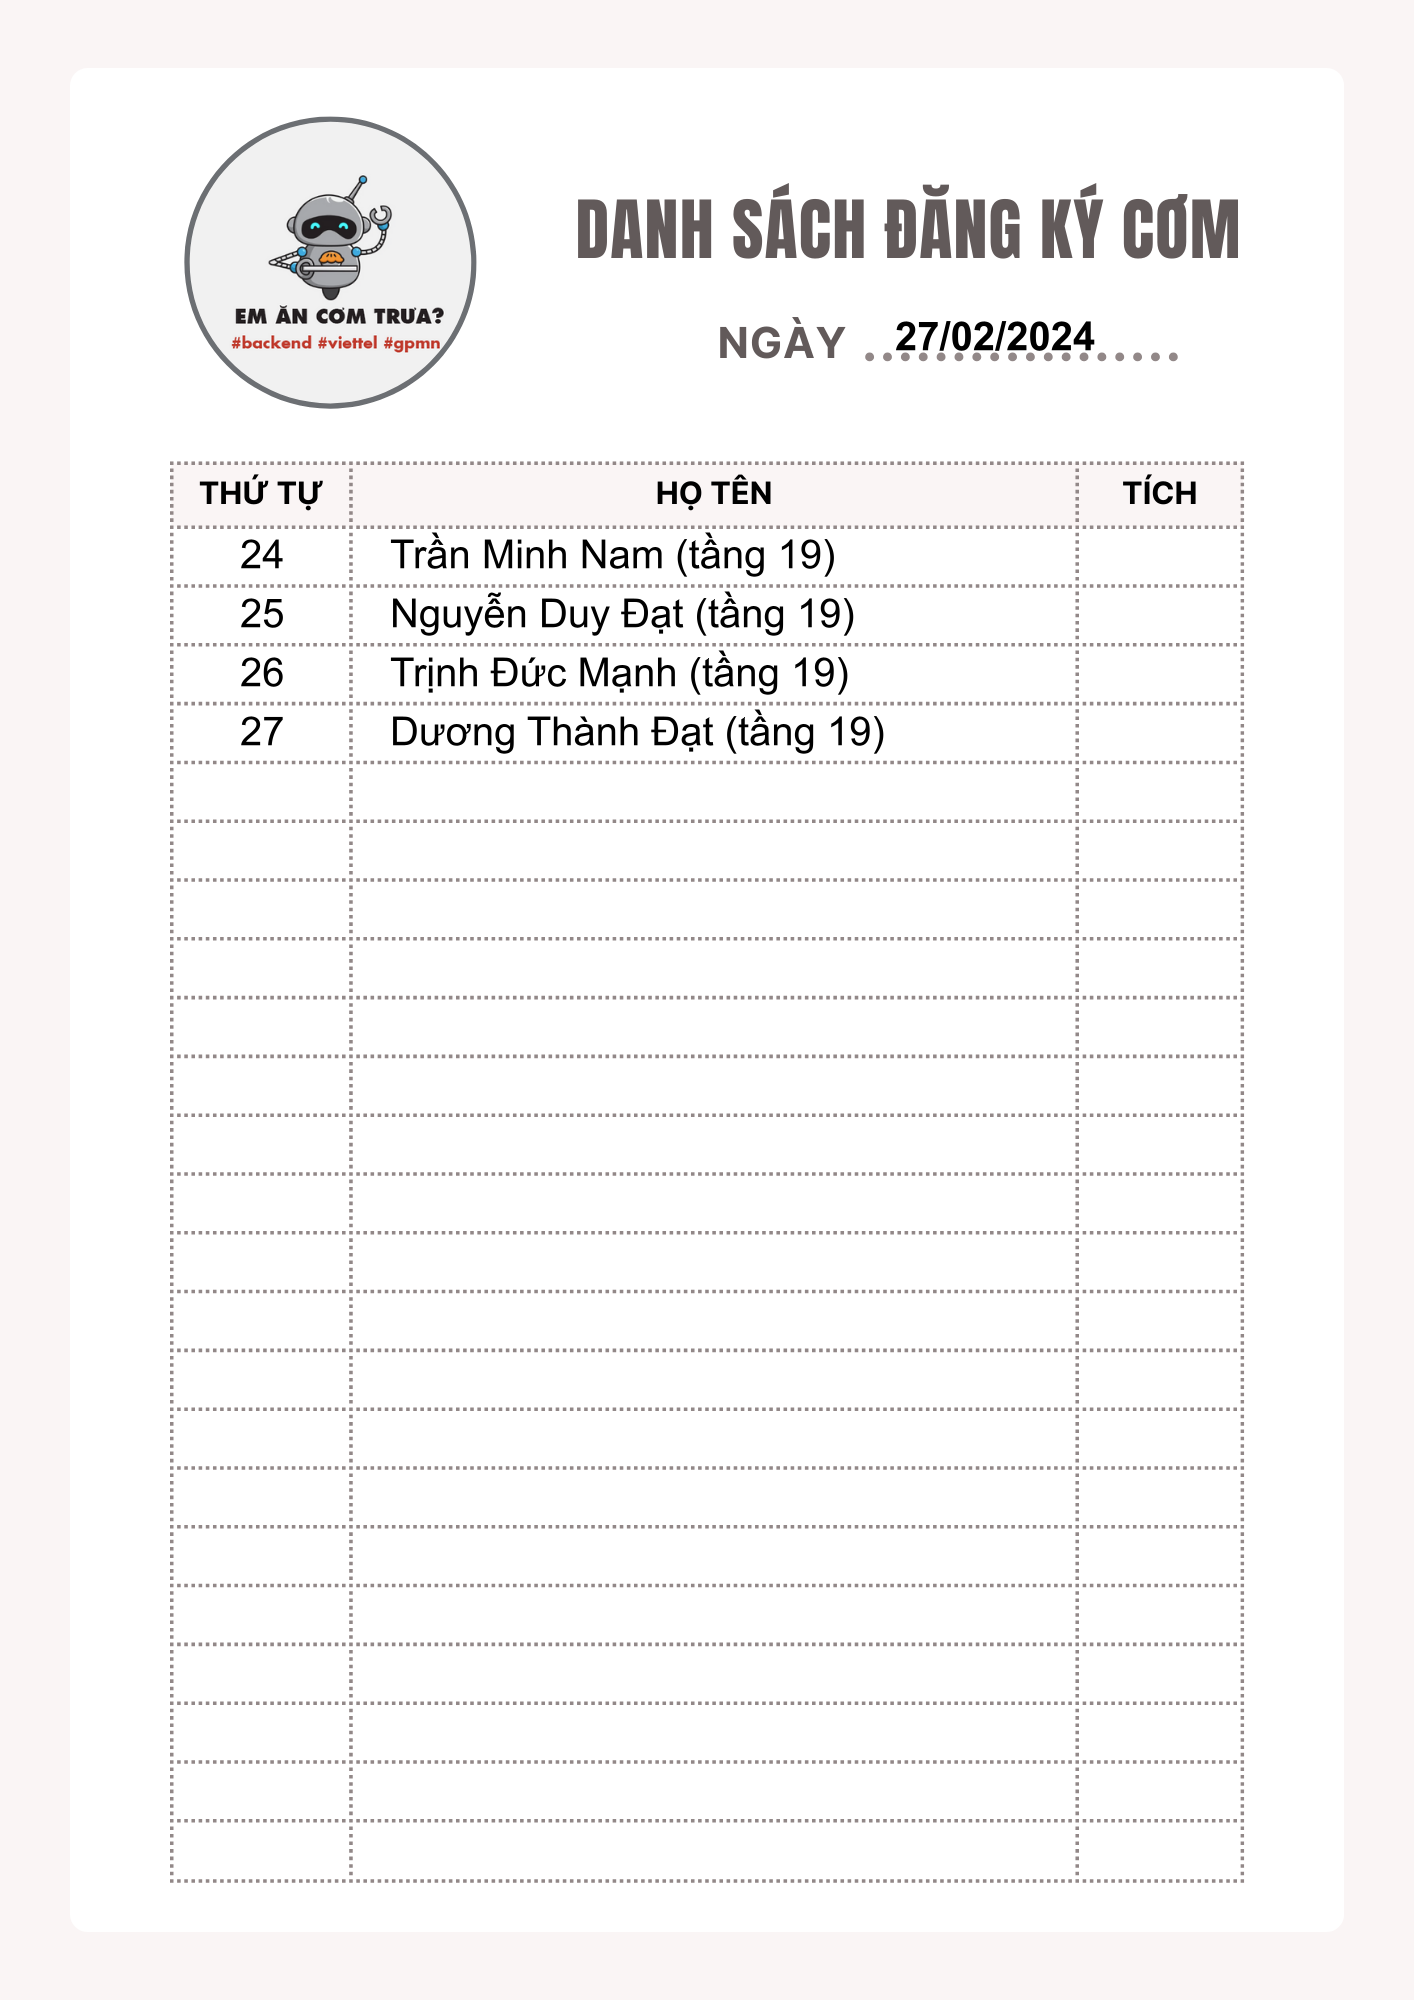 EM ĂN CƠM TRƯA?
#backend #viettel #gpmn
DANH SÁCH ĐĂNG KÝ CƠM
NGÀY 27/02/2024
THỨ TỰ HỌ TÊN TÍCH
24 Trần Minh Nam (tầng 19)
25 Nguyễn Duy Đạt (tầng 19)
26 Trịnh Đức Mạnh (tầng 19)
27 Dương Thành Đạt (tầng 19)